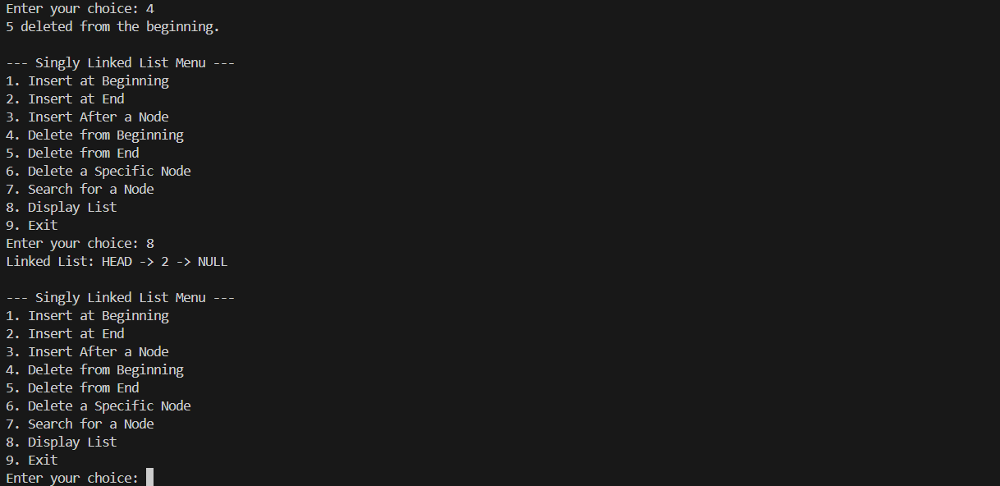 Enter your choice: 4
5 deleted from the beginning.
--- Singly Linked List Menu ---
1. Insert at Beginning
2. Insert at End
3. Insert After a Node
4. Delete from Beginning
5. Delete from End
6. Delete a Specific Node
7. Search for a Node
8. Display List
9. Exit
Enter your choice: 8
Linked List: HEAD -> 2 -> NULL
--- Singly Linked List Menu ---
1. Insert at Beginning
2. Insert at End
3. Insert After a Node
4. Delete from Beginning
5. Delete from End
6. Delete a Specific Node
7. Search for a Node
8. Display List
9. Exit
Enter your choice: